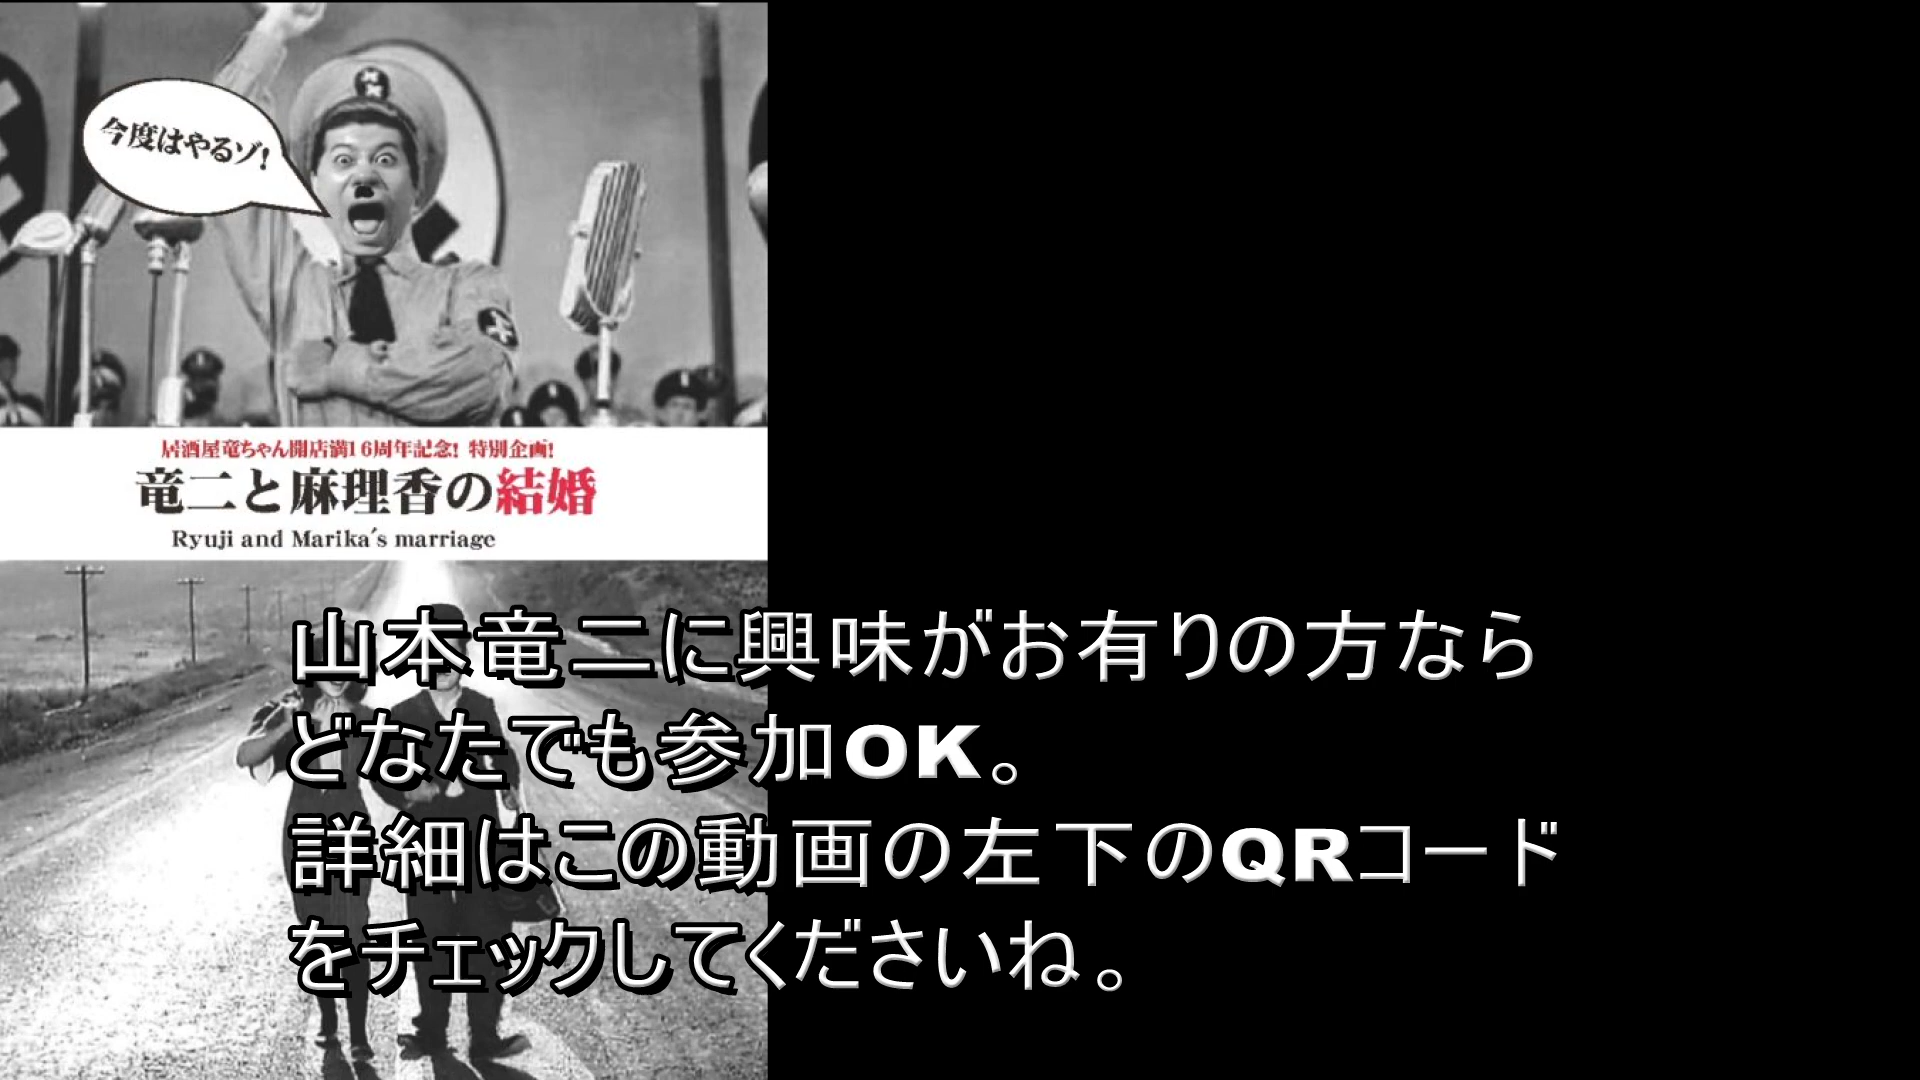 今度はやるゾ!
居酒屋竜ちゃん開店満16周年記念! 特別企画!
竜二と麻理香の結婚
Ryuji and Marika's marriage
山本竜二に興味がお有りの方なら
どなたでも参加OK。
詳細はこの動画の左下のQRコード
をチェックしてくださいね。